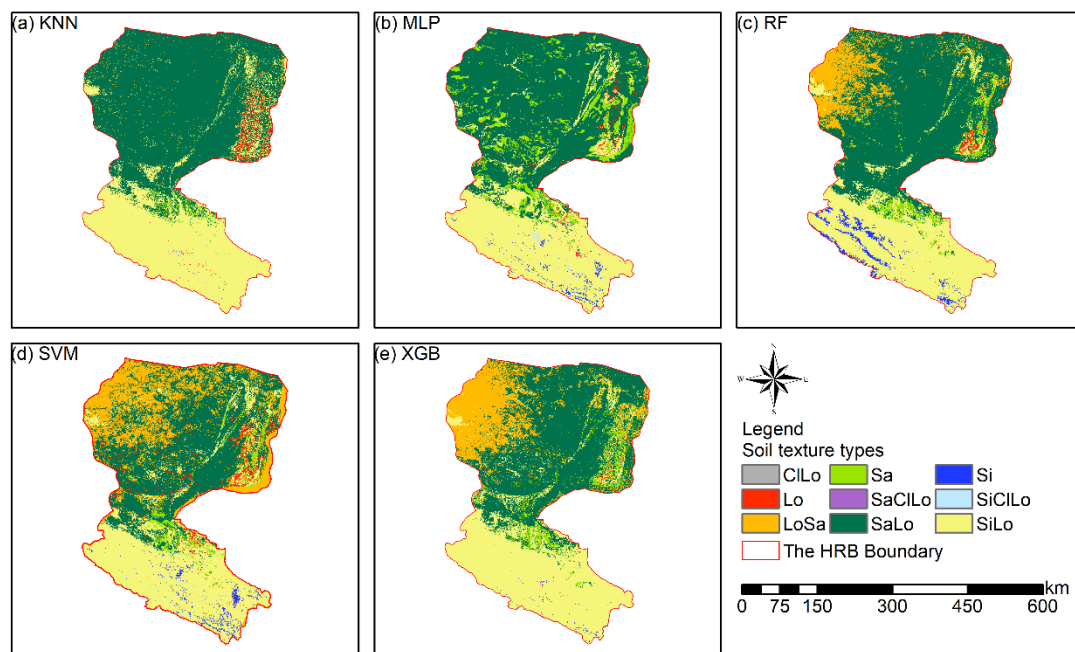 (a) KNN
(b) MLP
(c) RF
(d) SVM
(e) XGB
N
W E
S
Legend
Soil texture types
ClLo Sa Si
Lo SaClLo SiClLo
LoSa SaLo SiLo
The HRB Boundary
km
0 75 150 300 450 600